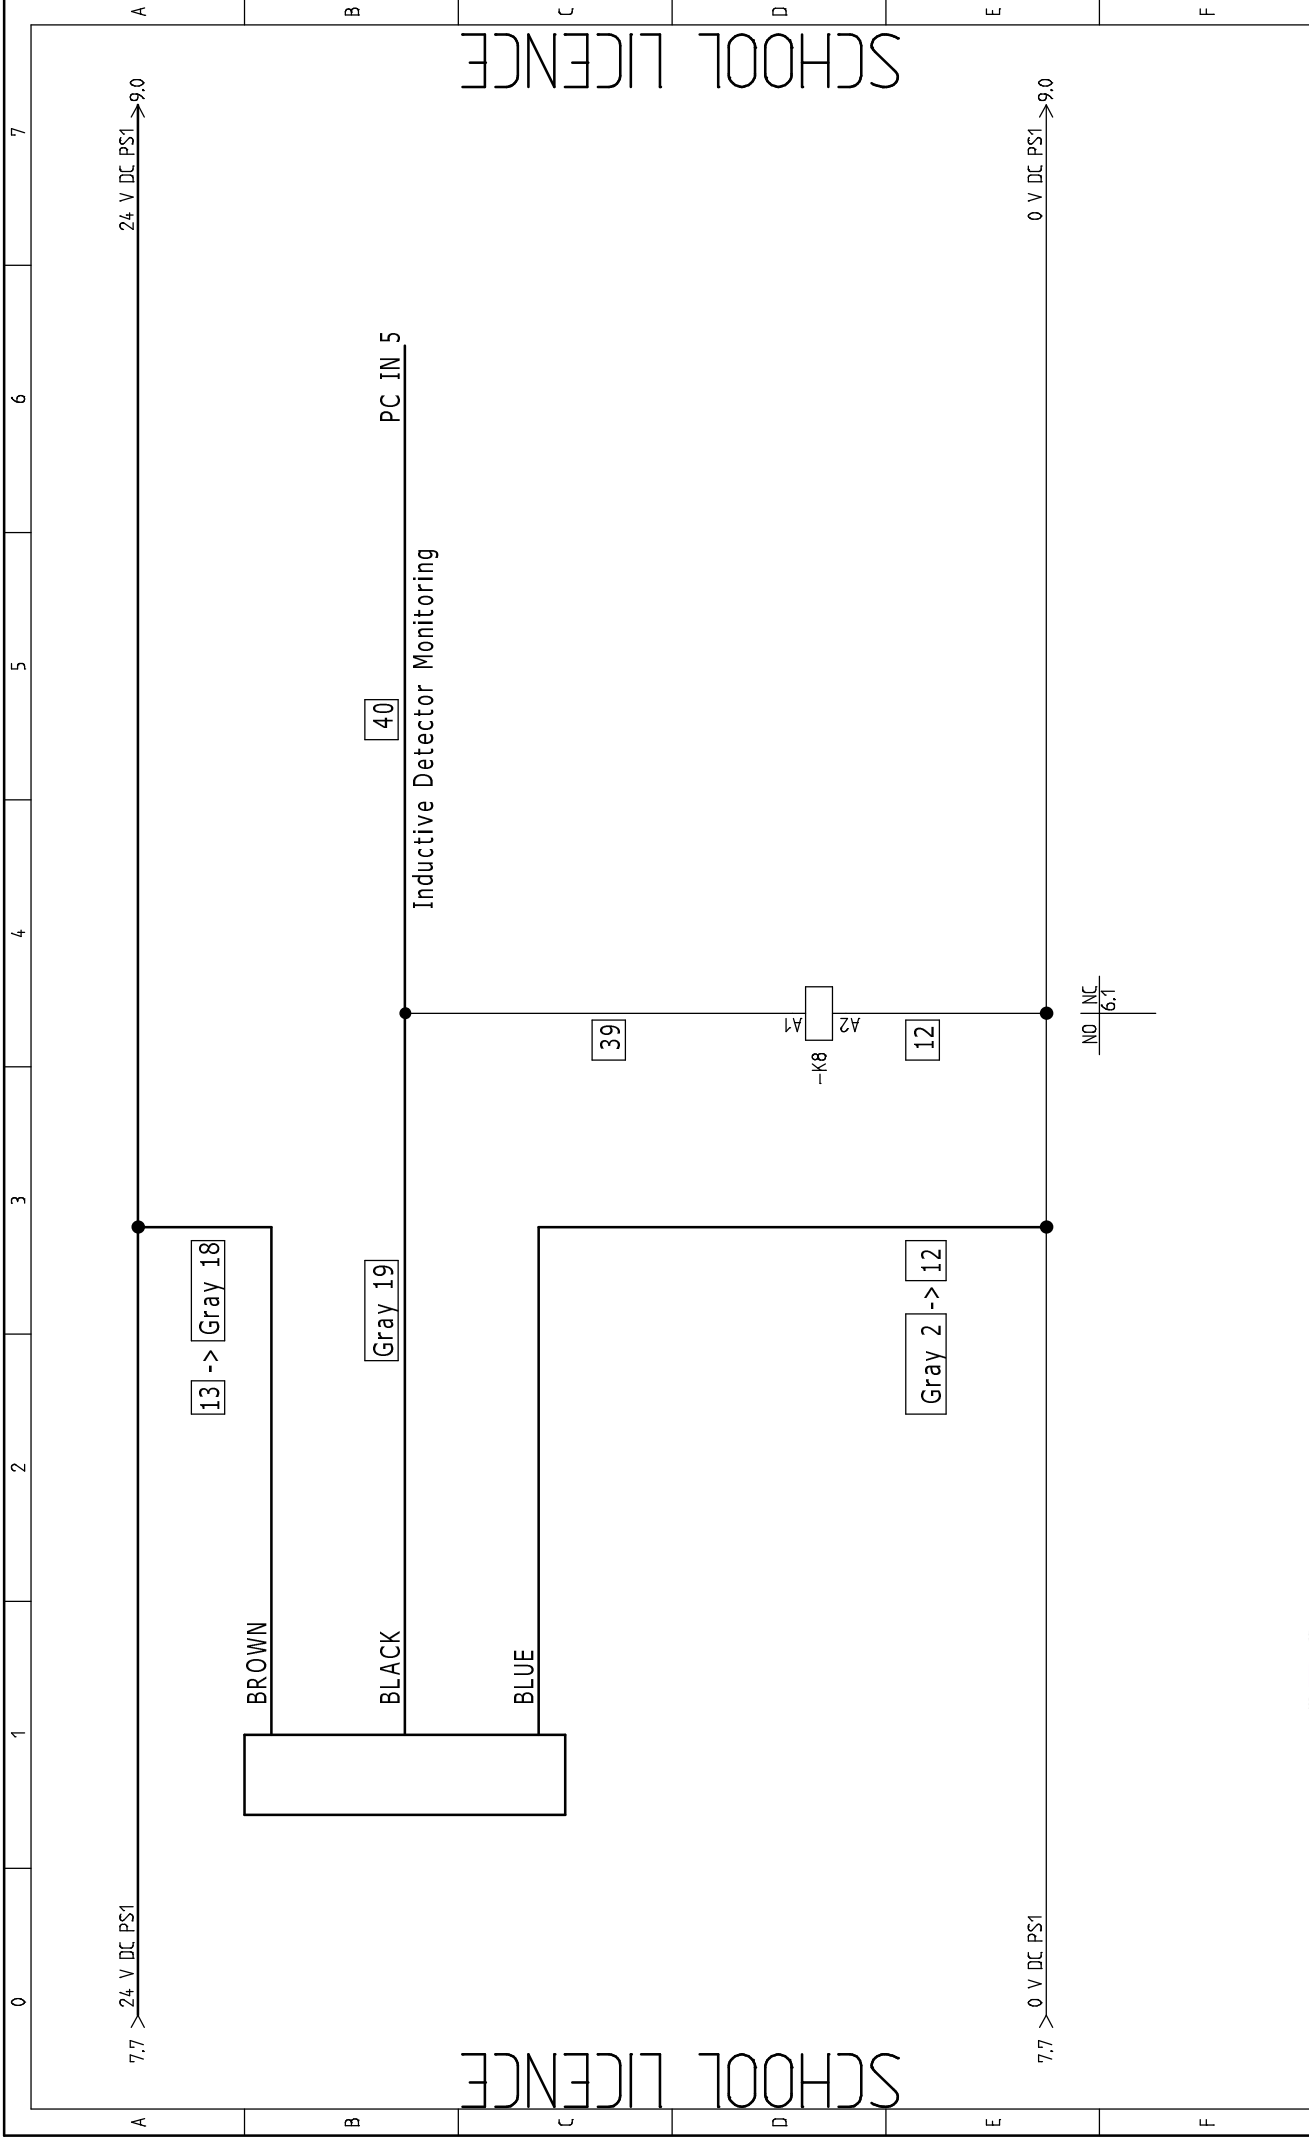 0 1 2 3 4 5 6 7
A A
7.7 24 V DC PS1 24 V DC PS1 9.0
13 -> Gray 18
BROWN
B B
Gray 19 40
BLACK PC IN 5
Inductive Detector Monitoring
SCHOOL LICENCE
SCHOOL LICENCE
BLUE
C C
39
D D
A1
-K8
A2
Gray 2 -> 12 12
E E
7.7 0 V DC PS1 0 V DC PS1 9.0
NO NC
6.1
F F